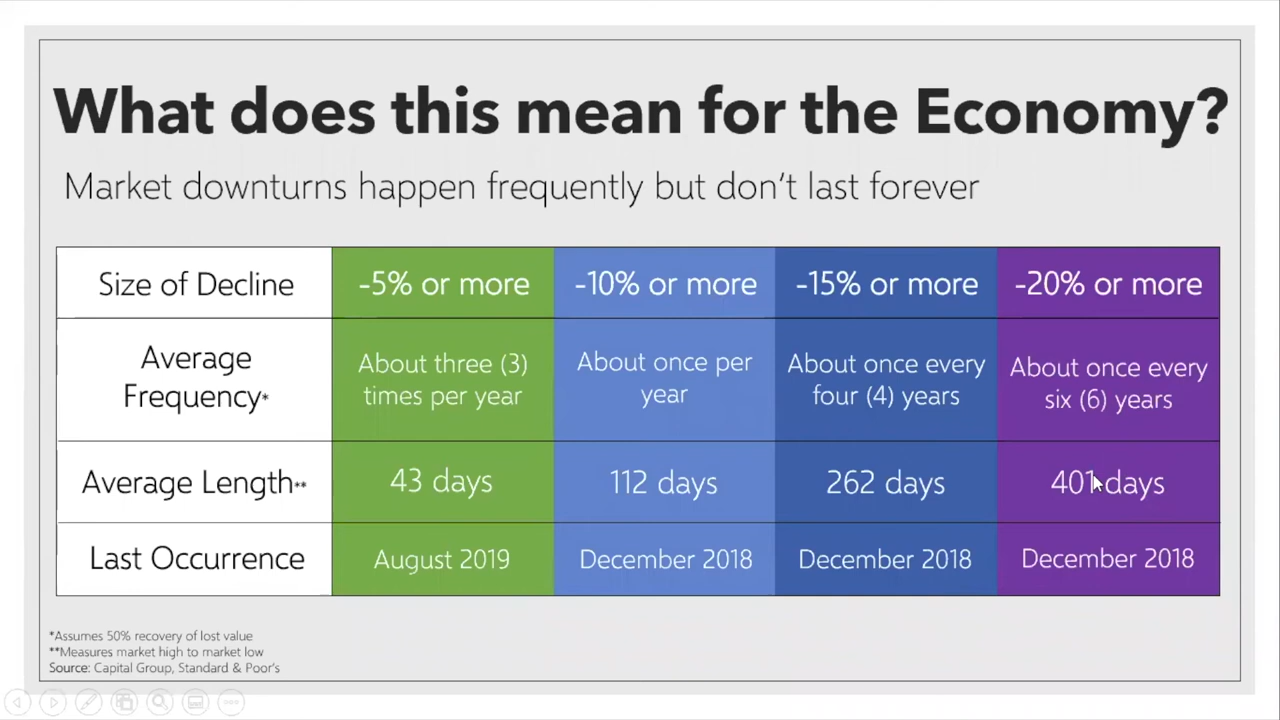 What does this mean for the Economy?
Market downturns happen frequently but don't last forever
Size of Decline
-5% or more
-10% or more
-15% or more
-20% or more
Average
Frequency*
About three (3)
times per year
About once per
year
About once every
four (4) years
About once every
six (6) years
Average Length**
43 days
112 days
262 days
401 days
Last Occurrence
August 2019
December 2018
December 2018
December 2018
*Assumes 50% recovery of lost value
**Measures market high to market low
Source: Capital Group, Standard & Poor's